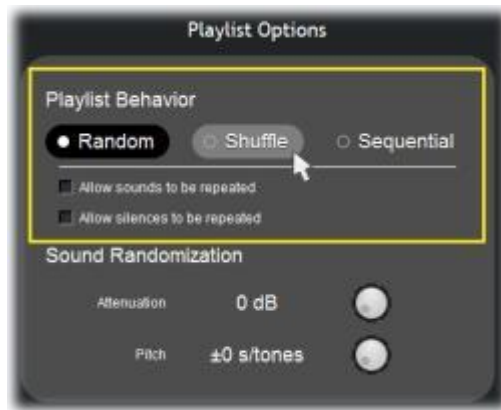 Playlist Options
Playlist Behavior
Random Shuffle Sequential
Allow sounds to be repeated
Allow silences to be repeated
Sound Randomization
Attenuation 0 dB
Pitch ±0 s/tones